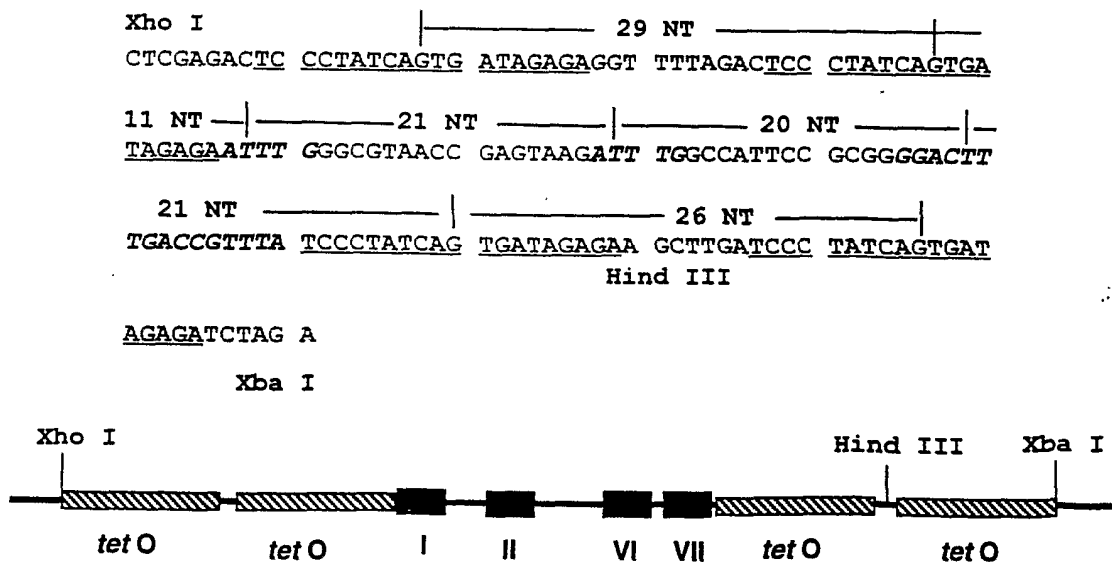 Xho I
29 NT
CTCGAGACTC CCTATCAGTG ATAGAGAGGT TTTAGACTCC CTATCAGTGA
11 NT 21 NT 20 NT
TAGAGAATTT GGGCGTAACC GAGTAAGATT TGGCCATTCC GCGGGGACTT
21 NT 26 NT
TGACCGTTTA TCCCTATCAG TGATAGAGAA GCTTGATCCC TATCAGTGAT
Hind III
AGAGATCTAG A
Xba I
Xho I Hind III Xba I
tet O tet O I II VI VII tet O tet O